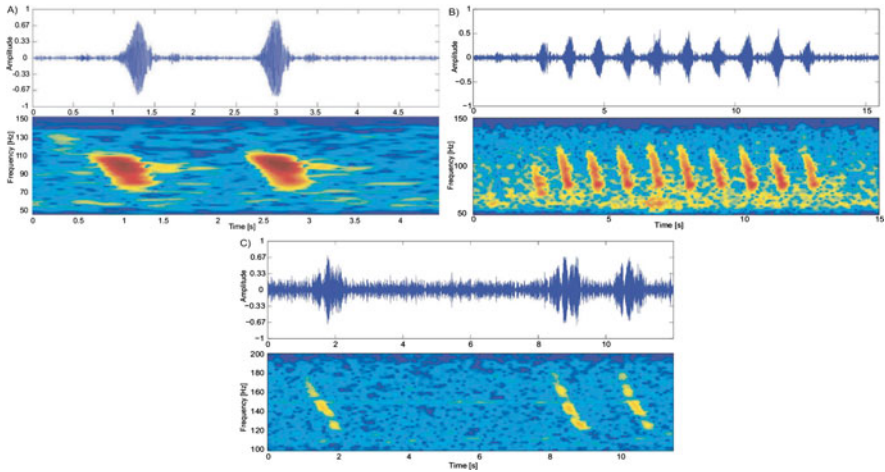 A)
1
0.67
0.33
0
−0.33
−0.67
−1
Amplitude
0 0.5 1 1.5 2 2.5 3 3.5 4 4.5
150
130
110
90
70
50
Frequency [Hz]
0 1 1.5 2 2.5 3 3.5 4
Time [s]
B)
1
0.5
0
−0.5
−1
Amplitude
0 5 10 15
150
100
50
Frequency [Hz]
0 5 10 15
Time [s]
C)
1
0.67
0.33
0
−0.33
−0.67
−1
Amplitude
0 2 4 6 8 10
200
180
160
140
120
100
Frequency [Hz]
0 2 4 6 8 10
Time [s]